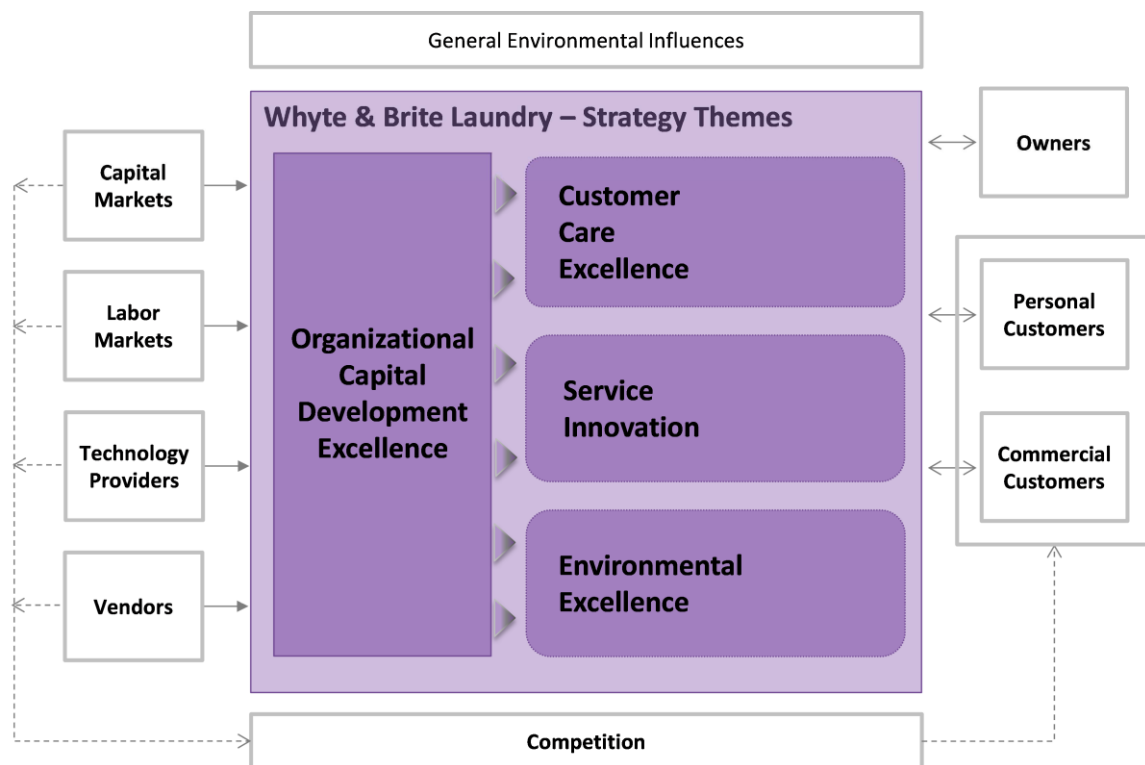 General Environmental Influences
Whyte & Brite Laundry – Strategy Themes
Capital
Markets
Labor
Markets
Technology
Providers
Vendors
Organizational
Capital
Development
Excellence
Customer
Care
Excellence
Service
Innovation
Environmental
Excellence
Owners
Personal
Customers
Commercial
Customers
Competition